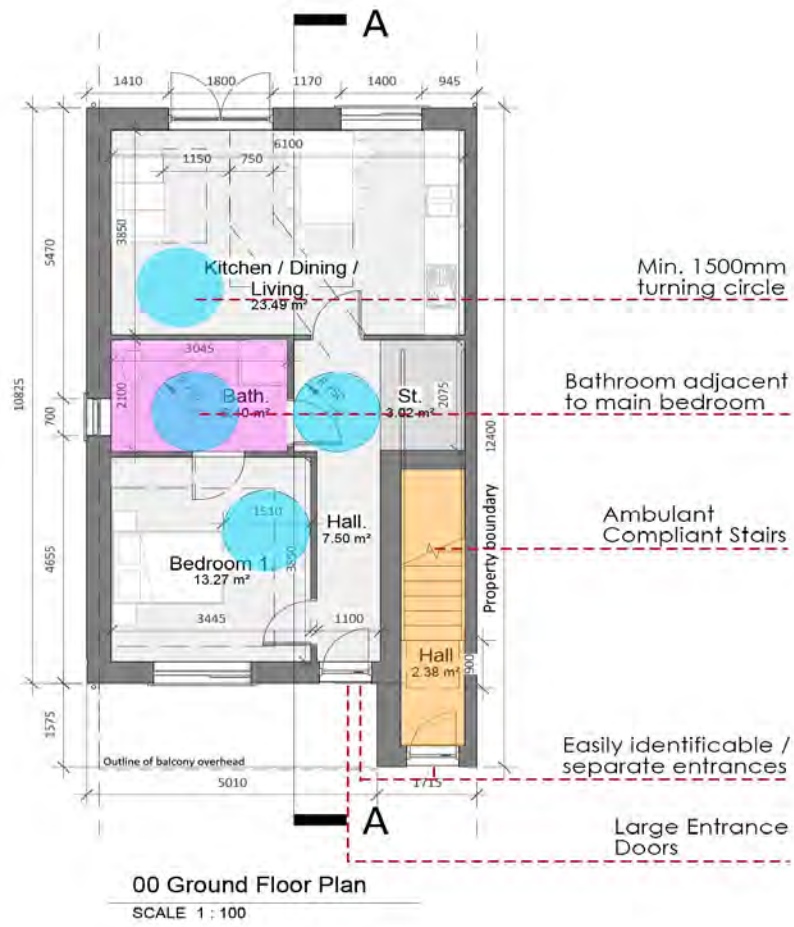 A
1410
1800
1170
1400
945
6100
1150
750
3850
5470
Kitchen / Dining /
Living.
23.49 m²
Min. 1500mm
turning circle
3045
2100
Bath.
St.
3.02 m²
2075
Bathroom adjacent
to main bedroom
10825
700
12400
1510
Hall.
7.50 m²
Bedroom 1.
13.27 m²
3850
4655
Property boundary
Ambulant
Compliant Stairs
3445
1100
Hall
2.38 m²
900
1575
Outline of balcony overhead
Easily identificable /
separate entrances
5010
1715
A
Large Entrance
Doors
00 Ground Floor Plan
SCALE 1 : 100